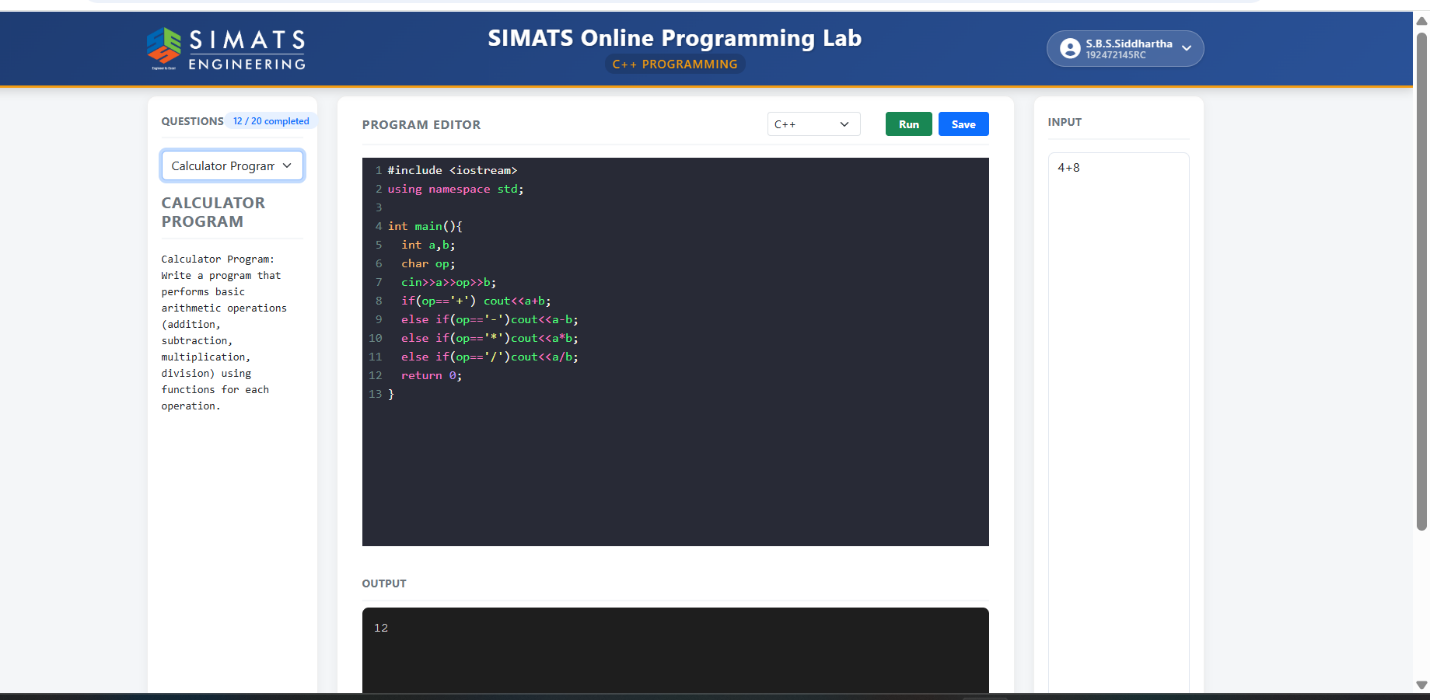 SIMATS
ENGINEERING
SIMATS Online Programming Lab
C++ PROGRAMMING
S.B.S.Siddhartha
192472145RC
QUESTIONS 12 / 20 completed
Calculator Program
CALCULATOR
PROGRAM
Calculator Program:
Write a program that
performs basic
arithmetic operations
(addition,
subtraction,
multiplication,
division) using
functions for each
operation.
PROGRAM EDITOR
C++
Run
Save
1 #include <iostream>
2 using namespace std;
3
4 int main(){
5   int a,b;
6   char op;
7   cin>>a>>op>>b;
8   if(op=='+') cout<<a+b;
9   else if(op=='-')cout<<a-b;
10   else if(op=='*')cout<<a*b;
11   else if(op=='/')cout<<a/b;
12   return 0;
13 }
OUTPUT
12
INPUT
4+8